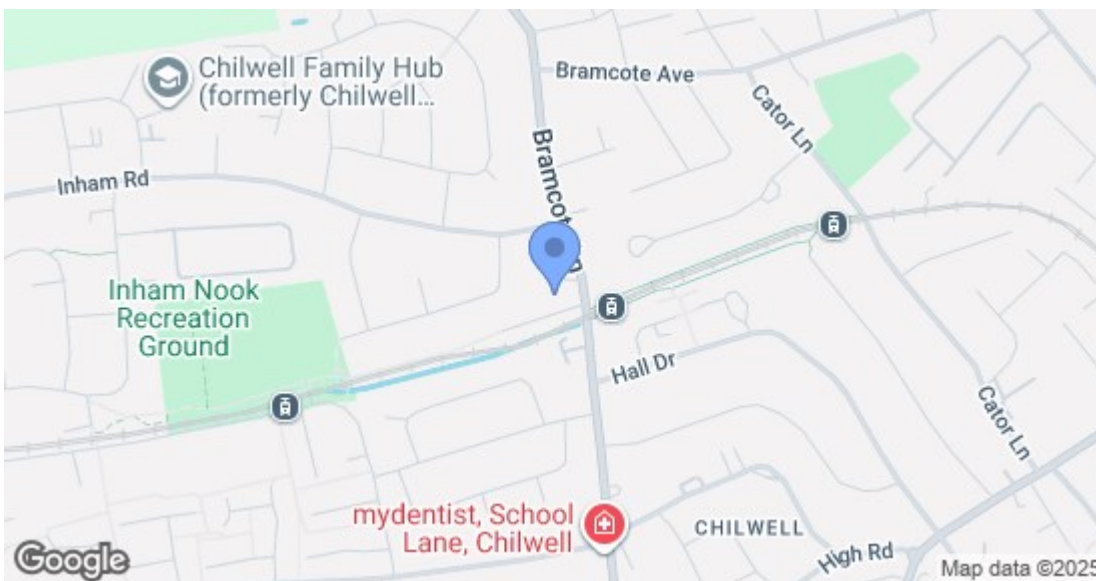 Chilwell Family Hub
(formerly Chilwell...
Bramcote Ave
Cator Ln
Inham Rd
Bramcote Ln
Inham Nook
Recreation
Ground
Hall Dr
Cator Ln
mydentist, School
Lane, Chilwell
CHILWELL
High Rd
Google
Map data ©2025